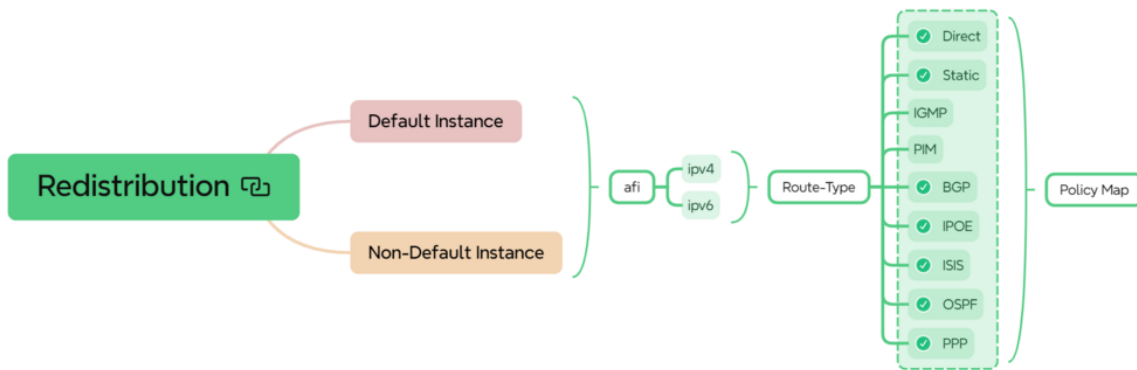 Redistribution
Default Instance
Non-Default Instance
afi
ipv4
ipv6
Route-Type
Direct
Static
IGMP
PIM
BGP
IPOE
ISIS
OSPF
PPP
Policy Map